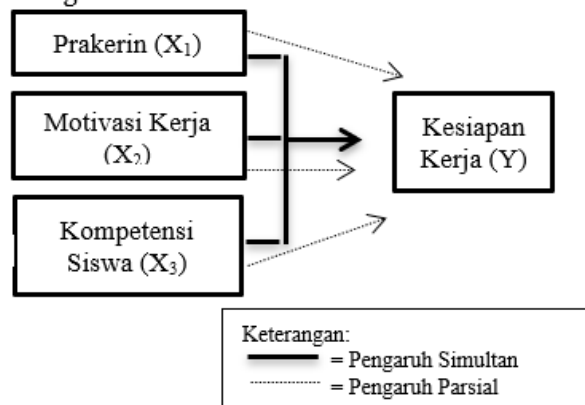 Prakerin (X₁)
Motivasi Kerja
(X₂)
Kesiapan
Kerja (Y)
Kompetensi
Siswa (X₃)
Keterangan:
= Pengaruh Simultan
= Pengaruh Parsial